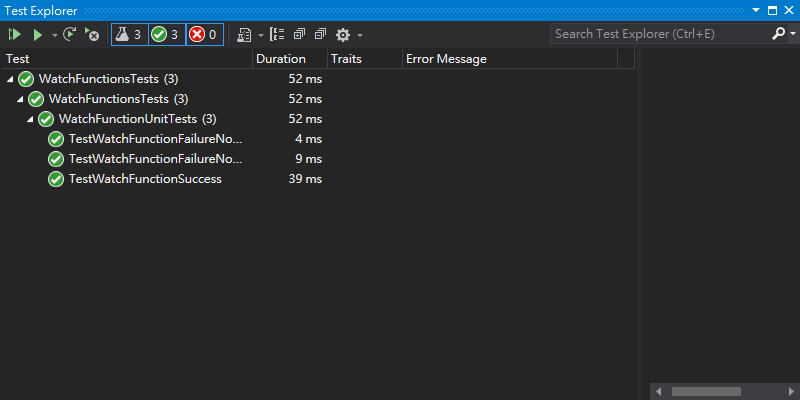 Test Explorer
3 3 0 Search Test Explorer (Ctrl+E)
Test Duration Traits Error Message
WatchFunctionsTests (3) 52 ms
WatchFunctionsTests (3) 52 ms
WatchFunctionUnitTests (3) 52 ms
TestWatchFunctionFailureNo... 4 ms
TestWatchFunctionFailureNo... 9 ms
TestWatchFunctionSuccess 39 ms